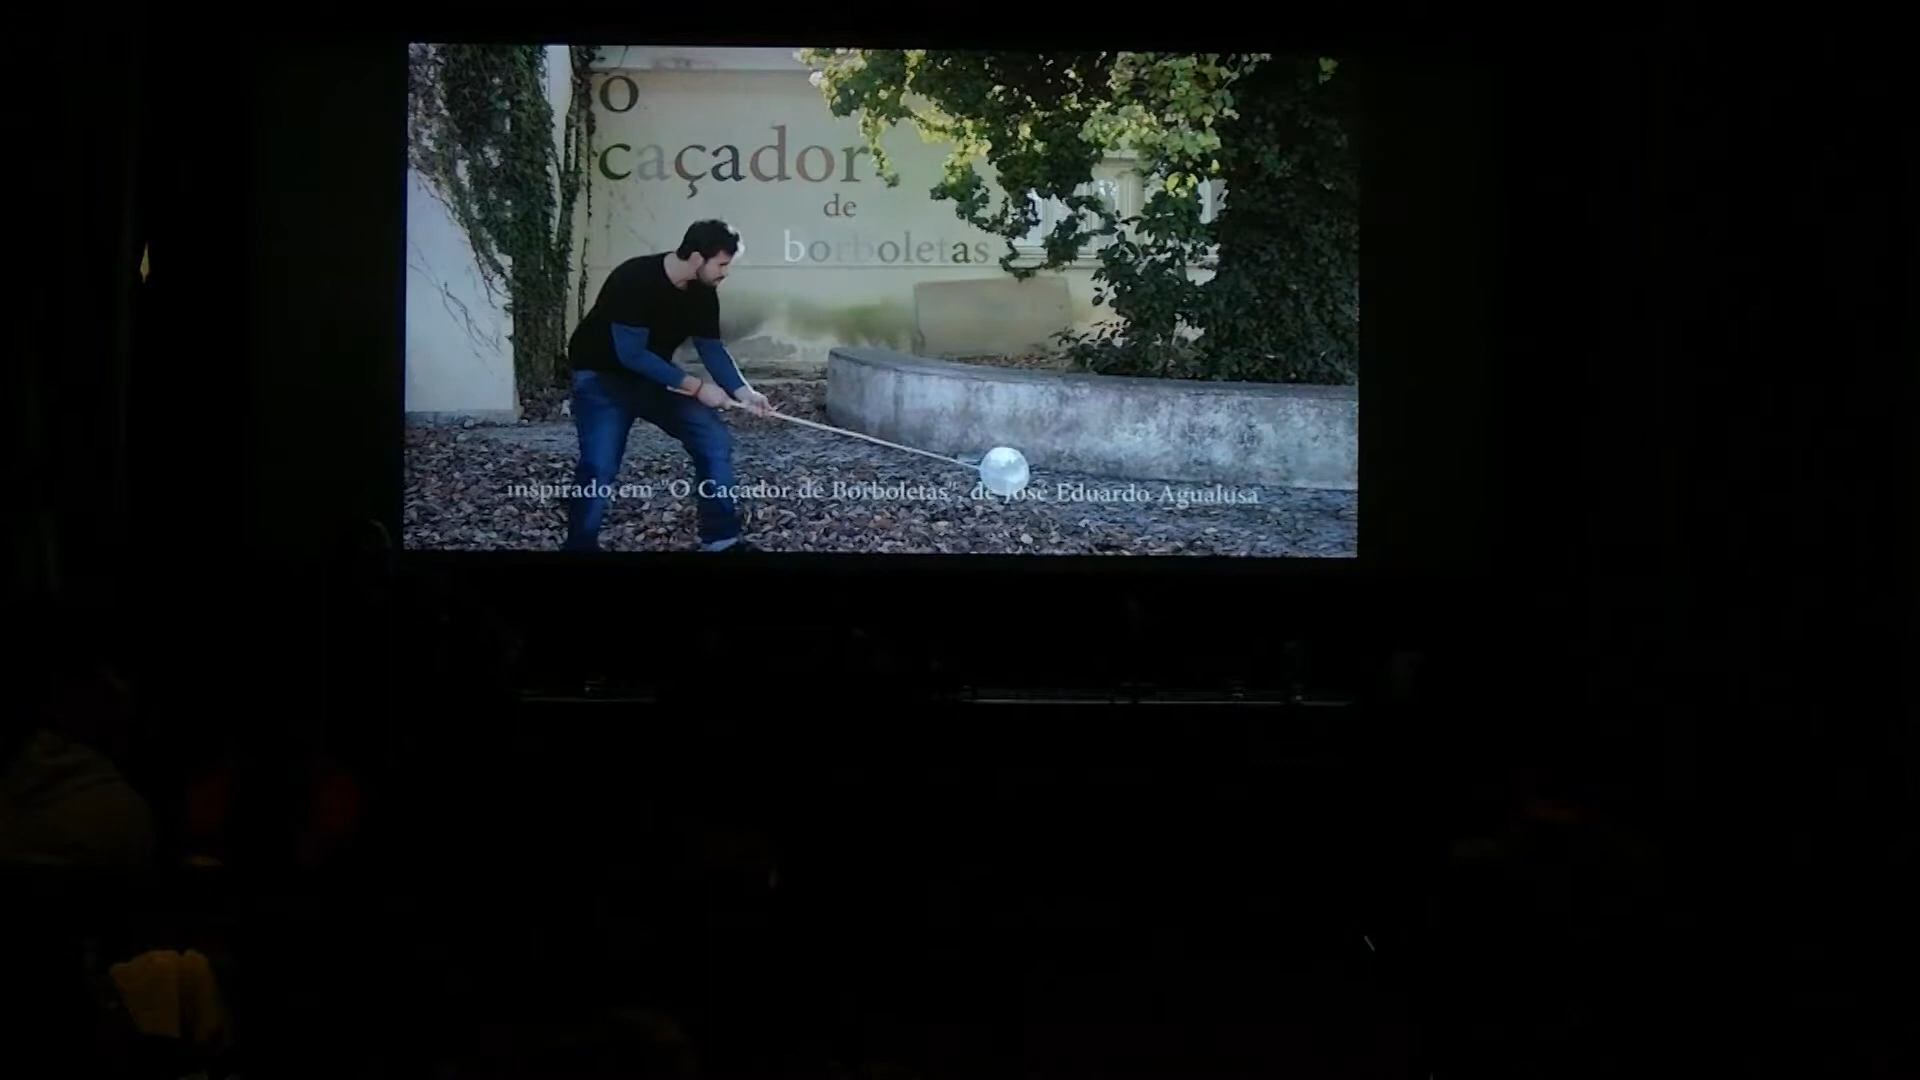 o
caçador
de
borboletas
inspirado em "O Caçador de Borboletas", de José Eduardo Agualusa